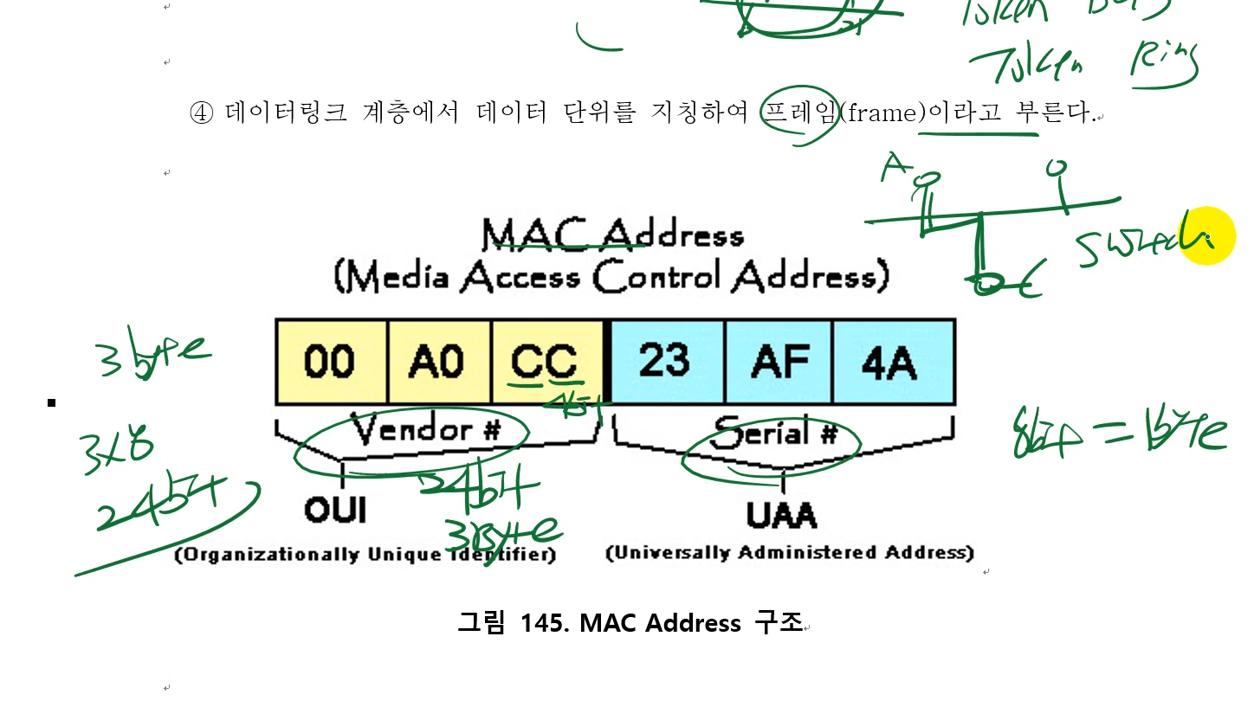 Token
Token Ring
④ 데이터링크 계층에서 데이터 단위를 지칭하여 프레임(frame)이라고 부른다.
A
MAC Address
(Media Access Control Address)
3byte
00 A0 CC 23 AF 4A
4bit
Vendor # Serial #
8bit = 1byte
3x8
24bit
24bit
3Byte
OUI UAA
(Organizationally Unique Identifier) (Universally Administered Address)
그림 145. MAC Address 구조